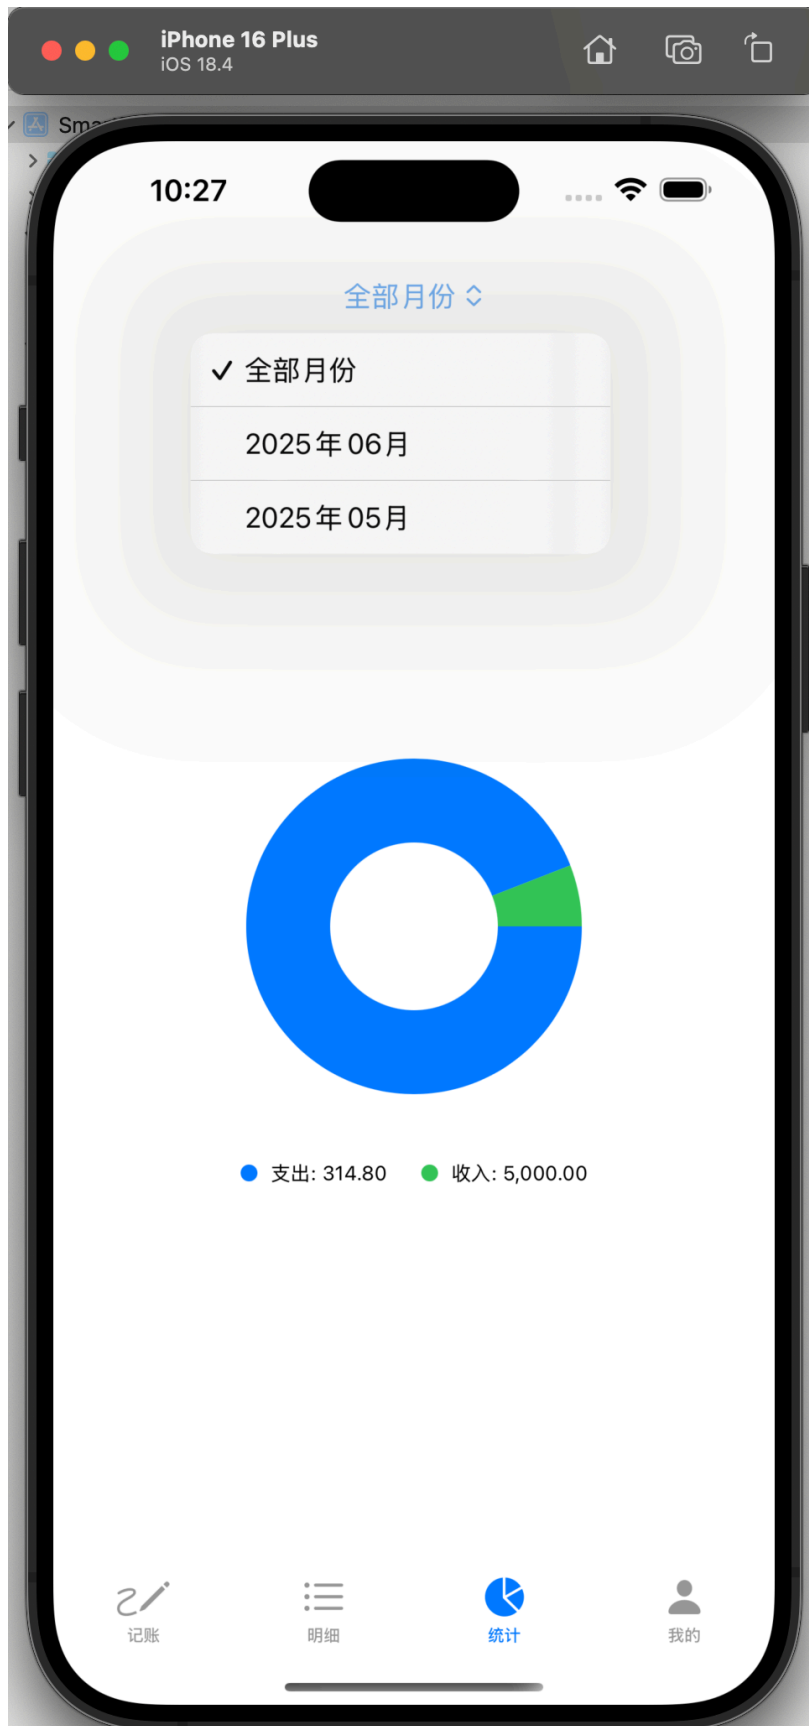 iPhone 16 Plus
iOS 18.4
10:27
全部月份
全部月份
2025年06月
2025年05月
支出: 314.80 收入: 5,000.00
记账 明细 统计 我的